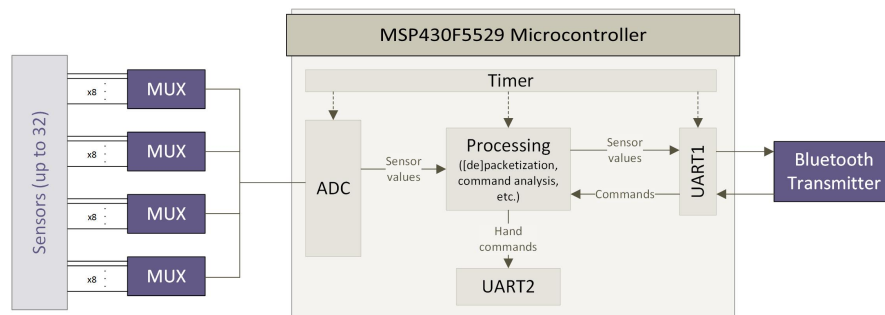 MSP430F5529 Microcontroller
Timer
Sensors (up to 32)
x8
MUX
x8
MUX
x8
MUX
x8
MUX
ADC
Sensor
values
Processing
([de]packetization,
command analysis,
etc.)
Sensor
values
Commands
UART1
Bluetooth
Transmitter
Hand
commands
UART2